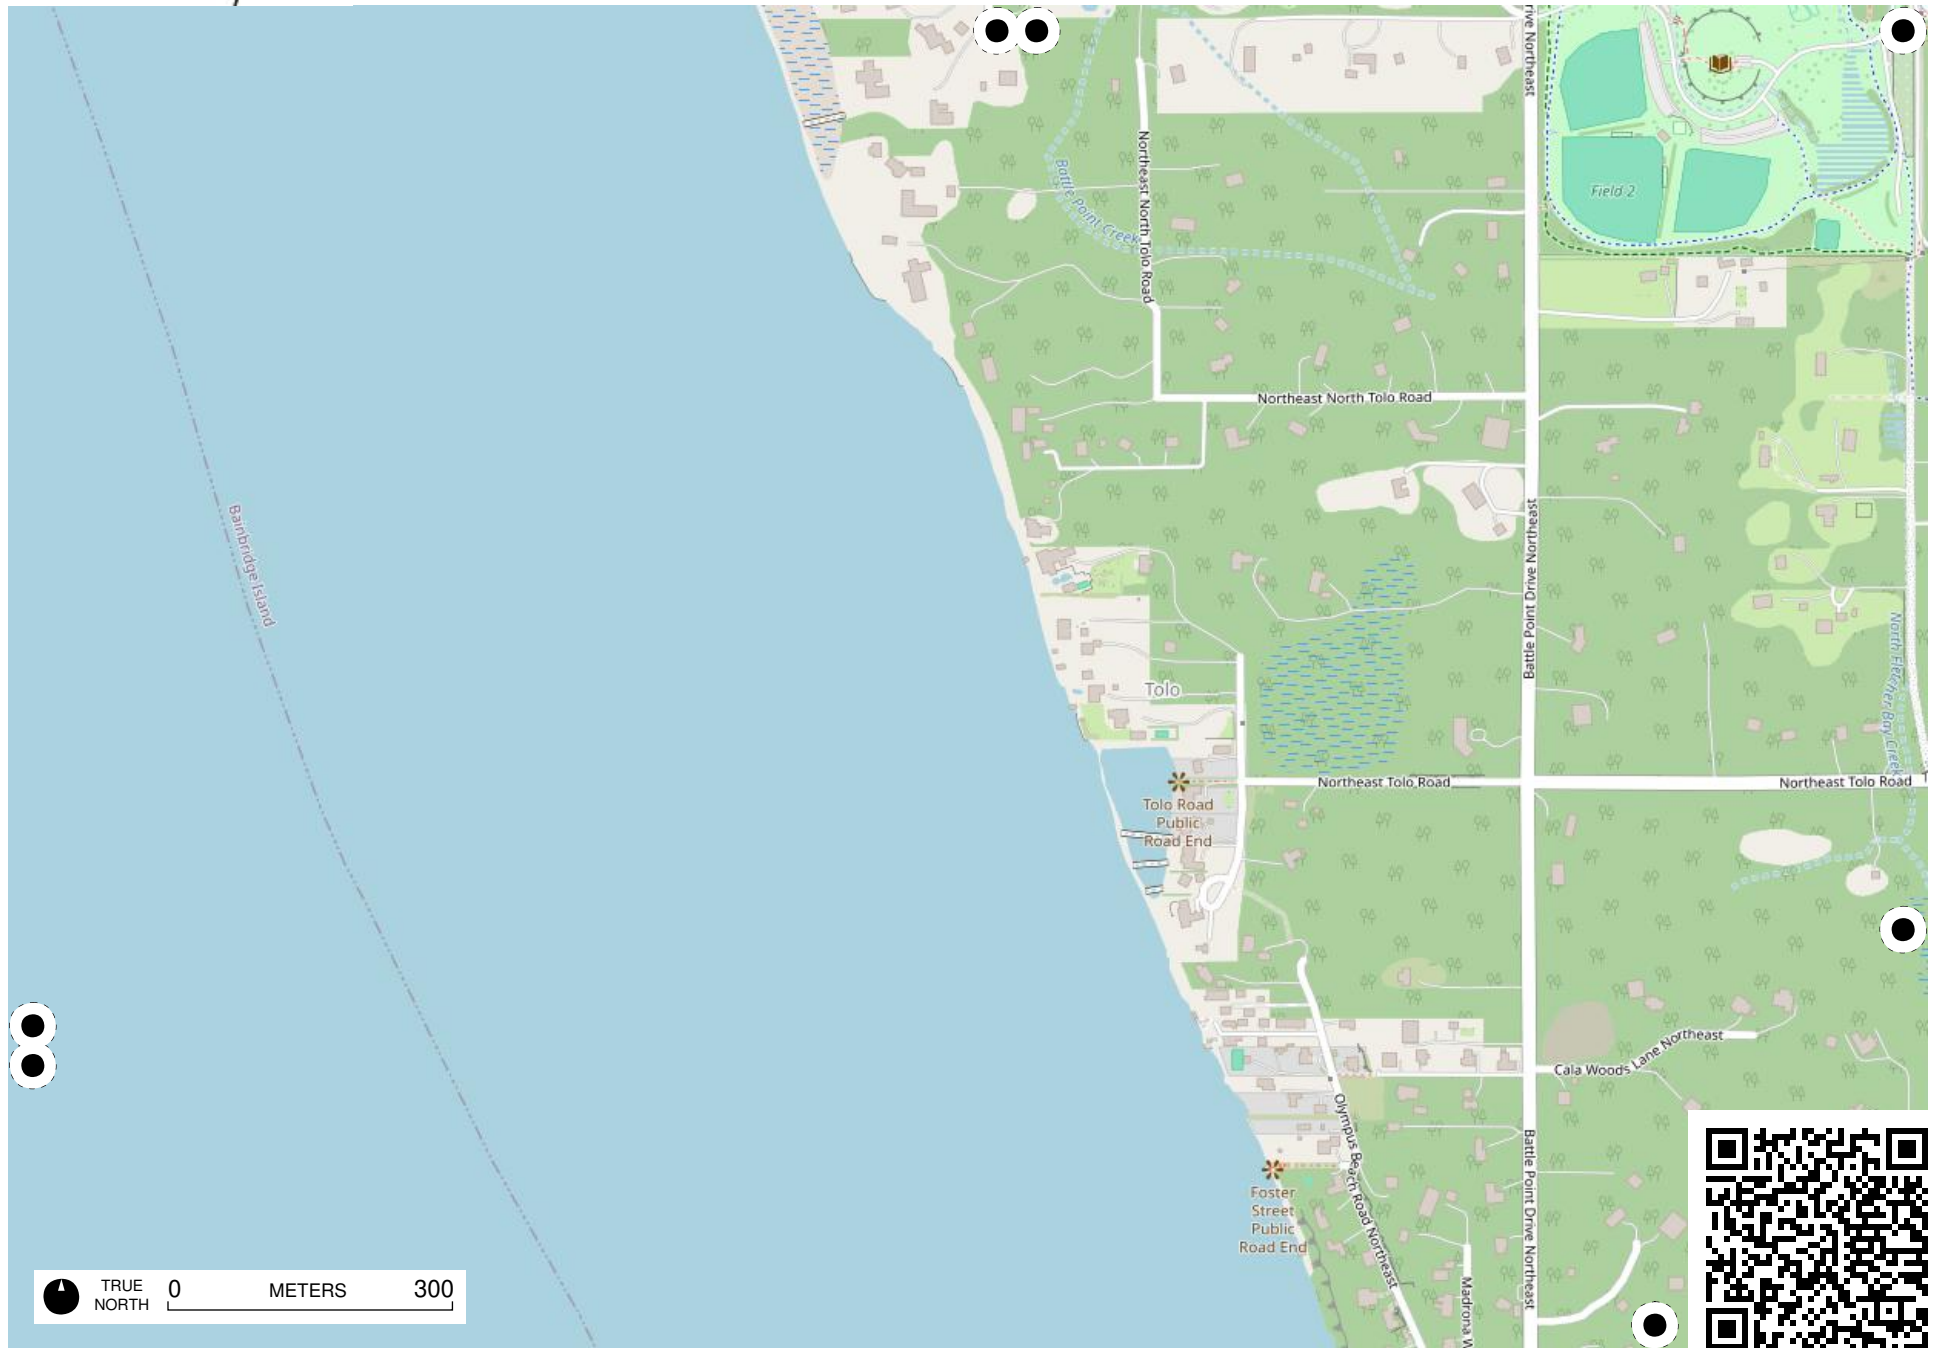 rive Northeast
Northeast North Tolo Road
Battle Point Creek
Field 2
Northeast North Tolo Road
Bainbridge Island
Battle Point Drive Northeast
North Fletcher Bay Creek
Tolo
Northeast Tolo Road
Northeast Tolo Road
Tolo Road
Public
Road End
Cala Woods Lane Northeast
Olympus Beach Road Northeast
Battle Point Drive Northeast
Foster
Street
Public
Road End
Madrona W
TRUE
NORTH
0 METERS 300